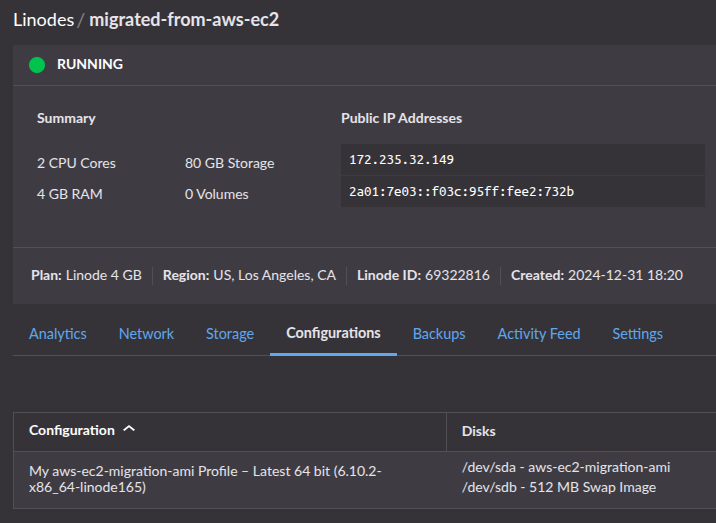 Linodes / migrated-from-aws-ec2
RUNNING
Summary
Public IP Addresses
2 CPU Cores
80 GB Storage
172.235.32.149
4 GB RAM
0 Volumes
2a01:7e03::f03c:95ff:fee2:732b
Plan: Linode 4 GB
Region: US, Los Angeles, CA
Linode ID: 69322816
Created: 2024-12-31 18:20
Analytics
Network
Storage
Configurations
Backups
Activity Feed
Settings
Configuration
Disks
My aws-ec2-migration-ami Profile – Latest 64 bit (6.10.2-
x86_64-linode165)
/dev/sda - aws-ec2-migration-ami
/dev/sdb - 512 MB Swap Image